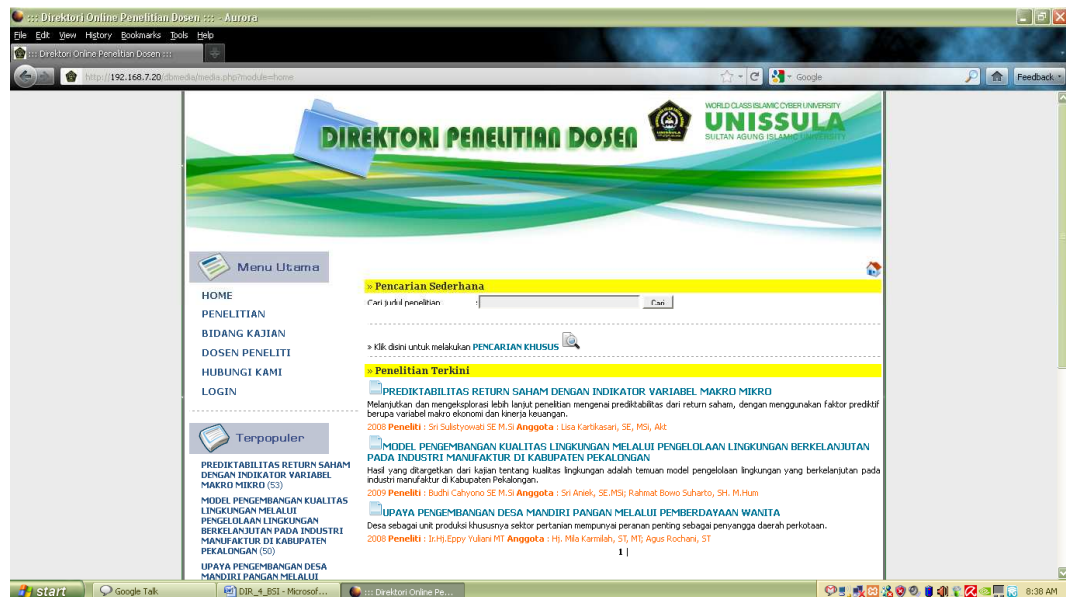 ::: Direktori Online Penelitian Dosen ::: - Aurora
File Edit View History Bookmarks Tools Help
::: Direktori Online Penelitian Dosen :::
http://192.168.7.20/dbmedia/media.php?module=home
Google
Feedback
DIREKTORI PENELITIAN DOSEN
WORLD CLASS ISLAMIC CYBER UNIVERSITY
UNISSULA
SULTAN AGUNG ISLAMIC UNIVERSITY
Menu Utama
HOME
PENELITIAN
BIDANG KAJIAN
DOSEN PENELITI
HUBUNGI KAMI
LOGIN
Terpopuler
PREDIKTABILITAS RETURN SAHAM
DENGAN INDIKATOR VARIABEL
MAKRO MIKRO (53)
MODEL PENGEMBANGAN KUALITAS
LINGKUNGAN MELALUI
PENGELOLAAN LINGKUNGAN
BERKELANJUTAN PADA INDUSTRI
MANUFAKTUR DI KABUPATEN
PEKALONGAN (50)
UPAYA PENGEMBANGAN DESA
MANDIRI PANGAN MELALUI
» Pencarian Sederhana
Cari judul penelitian : Cari
» Klik disini untuk melakukan PENCARIAN KHUSUS
» Penelitian Terkini
PREDIKTABILITAS RETURN SAHAM DENGAN INDIKATOR VARIABEL MAKRO MIKRO
Melanjutkan dan mengeksplorasi lebih lanjut penelitian mengenai prediktabilitas dari return saham, dengan menggunakan faktor prediktif
berupa variabel makro ekonomi dan kinerja keuangan.
2008 Peneliti : Sri Sulistyowati SE M.Si Anggota : Lisa Kartikasari, SE, MSi, Akt
MODEL PENGEMBANGAN KUALITAS LINGKUNGAN MELALUI PENGELOLAAN LINGKUNGAN BERKELANJUTAN
PADA INDUSTRI MANUFAKTUR DI KABUPATEN PEKALONGAN
Hasil yang ditargetkan dari kajian tentang kualitas lingkungan adalah temuan model pengelolaan lingkungan yang berkelanjutan pada
industri manufaktur di Kabupaten Pekalongan.
2009 Peneliti : Budhi Cahyono SE M.Si Anggota : Sri Aniek, SE.MSi; Rahmat Bowo Suharto, SH. M.Hum
UPAYA PENGEMBANGAN DESA MANDIRI PANGAN MELALUI PEMBERDAYAAN WANITA
Desa sebagai unit produksi khususnya sektor pertanian mempunyai peranan penting sebagai penyangga daerah perkotaan.
2008 Peneliti : Ir.Hj.Eppy Yuliani MT Anggota : Hj. Mila Karmilah, ST, MT; Agus Rochani, ST
1 |
start Google Talk DIR_4_BSI - Microsof... ::: Direktori Online Pe... 8:38 AM